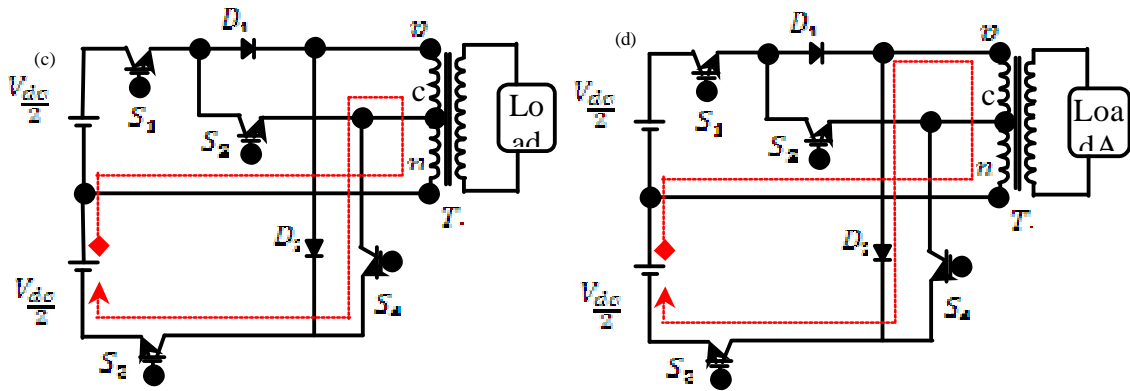 (c)
D₁
v
V_dc/2
S₁
c
Lo
ad
S₂
n
T.
D₂
V_dc/2
S₄
S₃
(d)
D₁
v
V_dc/2
S₁
c
Loa
dA
S₂
n
T.
D₂
V_dc/2
S₄
S₃